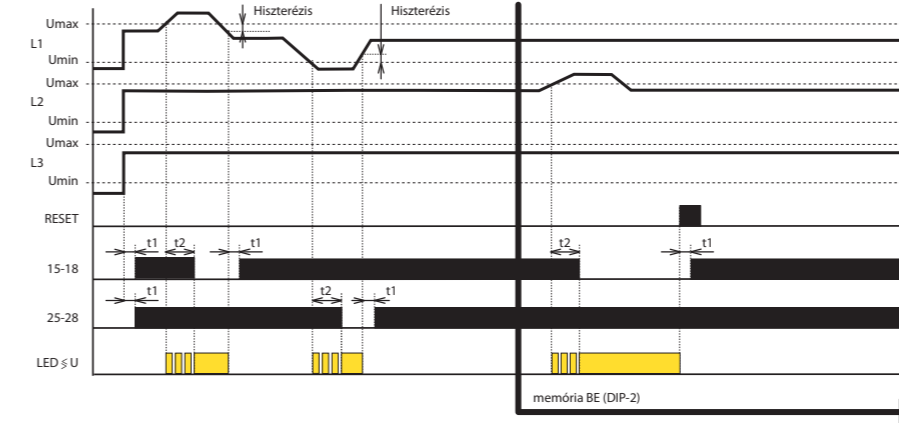 Hiszterézis Hiszterézis
Umax
L1
Umin
Umax
L2
Umin
Umax
L3
Umin
RESET
t1 t2 t1 t2 t1
15-18
t1 t2 t1
25-28
LED ≶ U
memória BE (DIP-2)